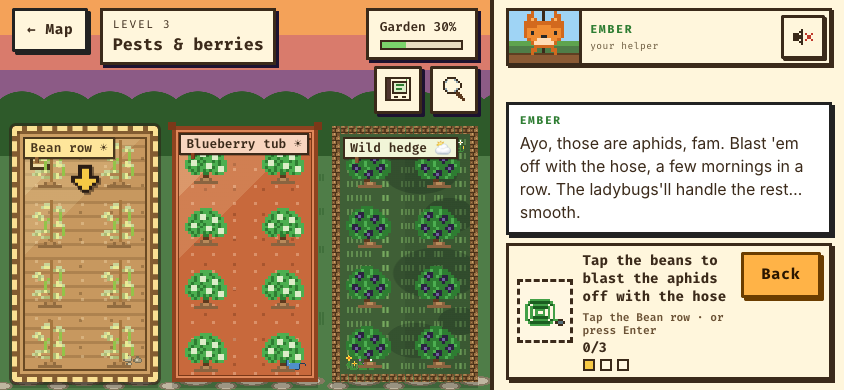 ← Map
LEVEL 3
Pests & berries
Garden 30%
Bean row ☀
Blueberry tub ☀
Wild hedge ⛅
EMBER
your helper
EMBER
Ayo, those are aphids, fam. Blast 'em
off with the hose, a few mornings in a
row. The ladybugs'll handle the rest...
smooth.
Tap the beans to
blast the aphids
off with the hose
Tap the Bean row · or
press Enter
0/3
Back